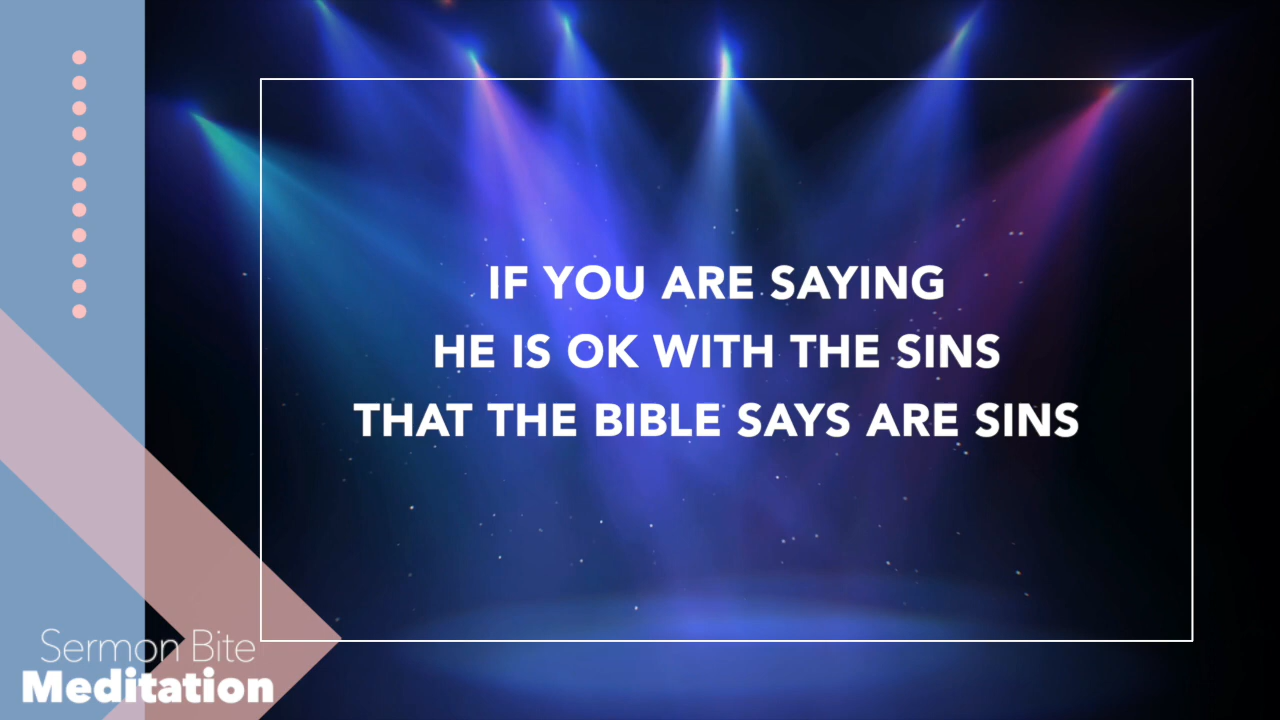 IF YOU ARE SAYING
HE IS OK WITH THE SINS
THAT THE BIBLE SAYS ARE SINS
Sermon Bite
Meditation